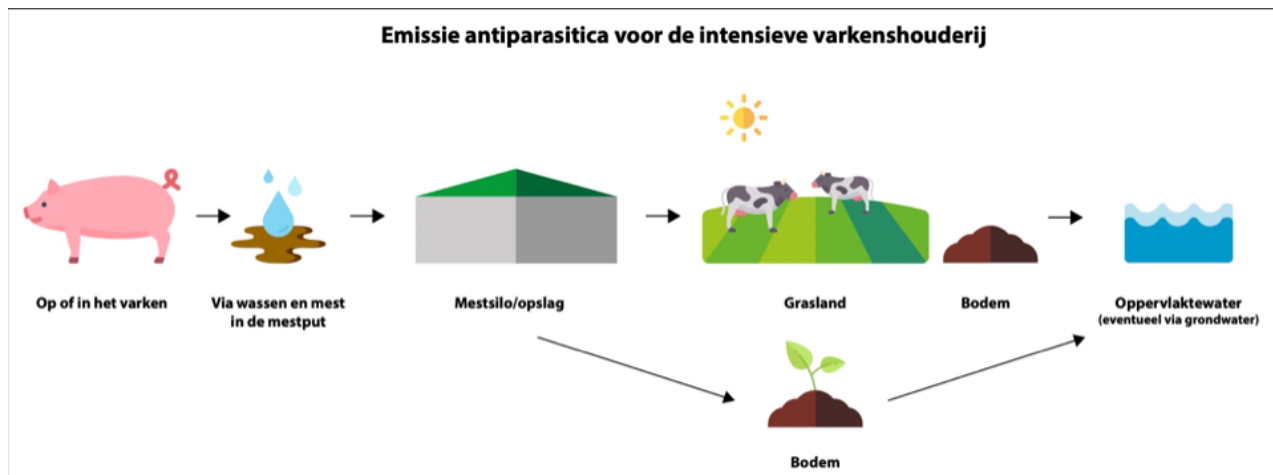 Emissie antiparasitica voor de intensieve varkenshouderij
Op of in het varken
Via wassen en mest
in de mestput
Mestsilo/opslag
Grasland
Bodem
Oppervlaktewater
(eventueel via grondwater)
Bodem